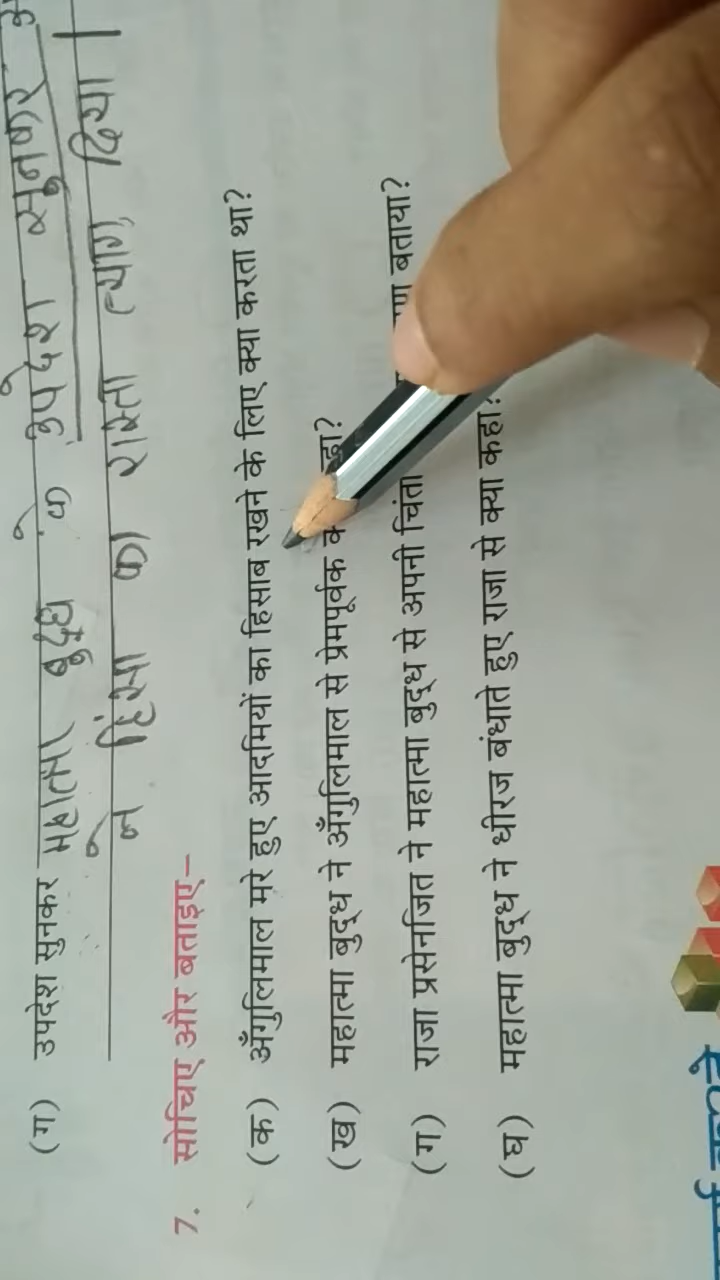 (ग) उपदेश सुनकर महात्मा बुद्ध के उपदेश सुनकर
ने हिंसा का रास्ता त्याग दिया।
7. सोचिए और बताइए–
(क) अँगुलिमाल मरे हुए आदमियों का हिसाब रखने के लिए क्या करता था?
(ख) महात्मा बुद्ध ने अँगुलिमाल से प्रेमपूर्वक
(ग) राजा प्रसेनजित ने महात्मा बुद्ध से अपनी चिंता बताया?
(घ) महात्मा बुद्ध ने धीरज बंधाते हुए राजा से क्या कहा?